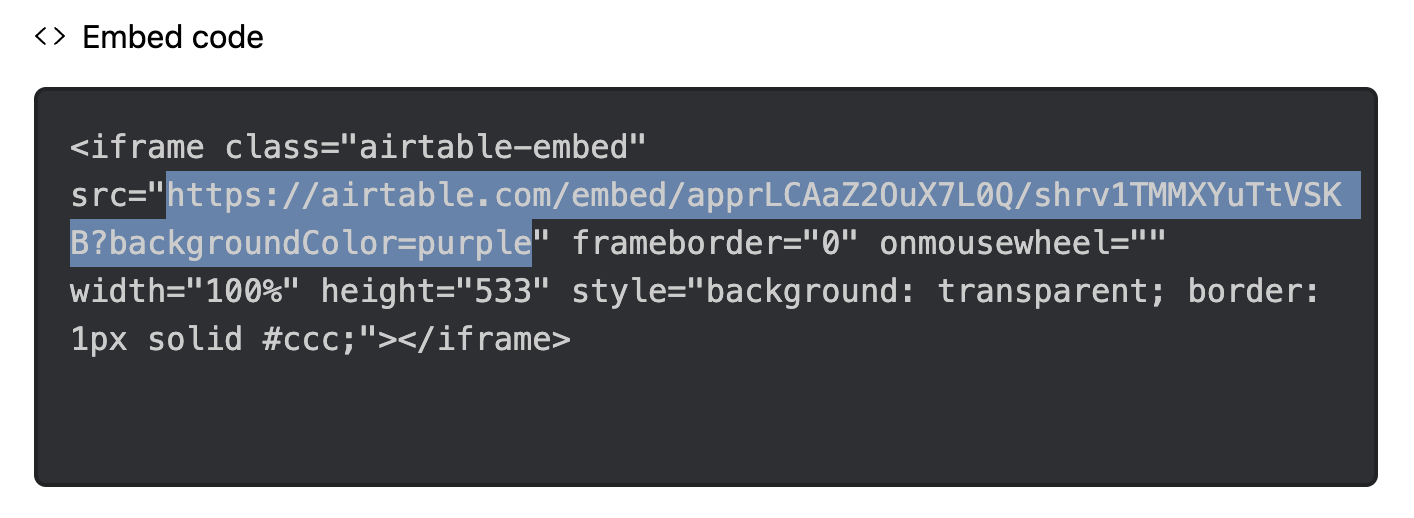 <> Embed code
<iframe class="airtable-embed"
src="https://airtable.com/embed/apprLCAaZ2OuX7L0Q/shrv1TMMXYuTtVSK
B?backgroundColor=purple" frameborder="0" onmousewheel=""
width="100%" height="533" style="background: transparent; border:
1px solid #ccc;"></iframe>